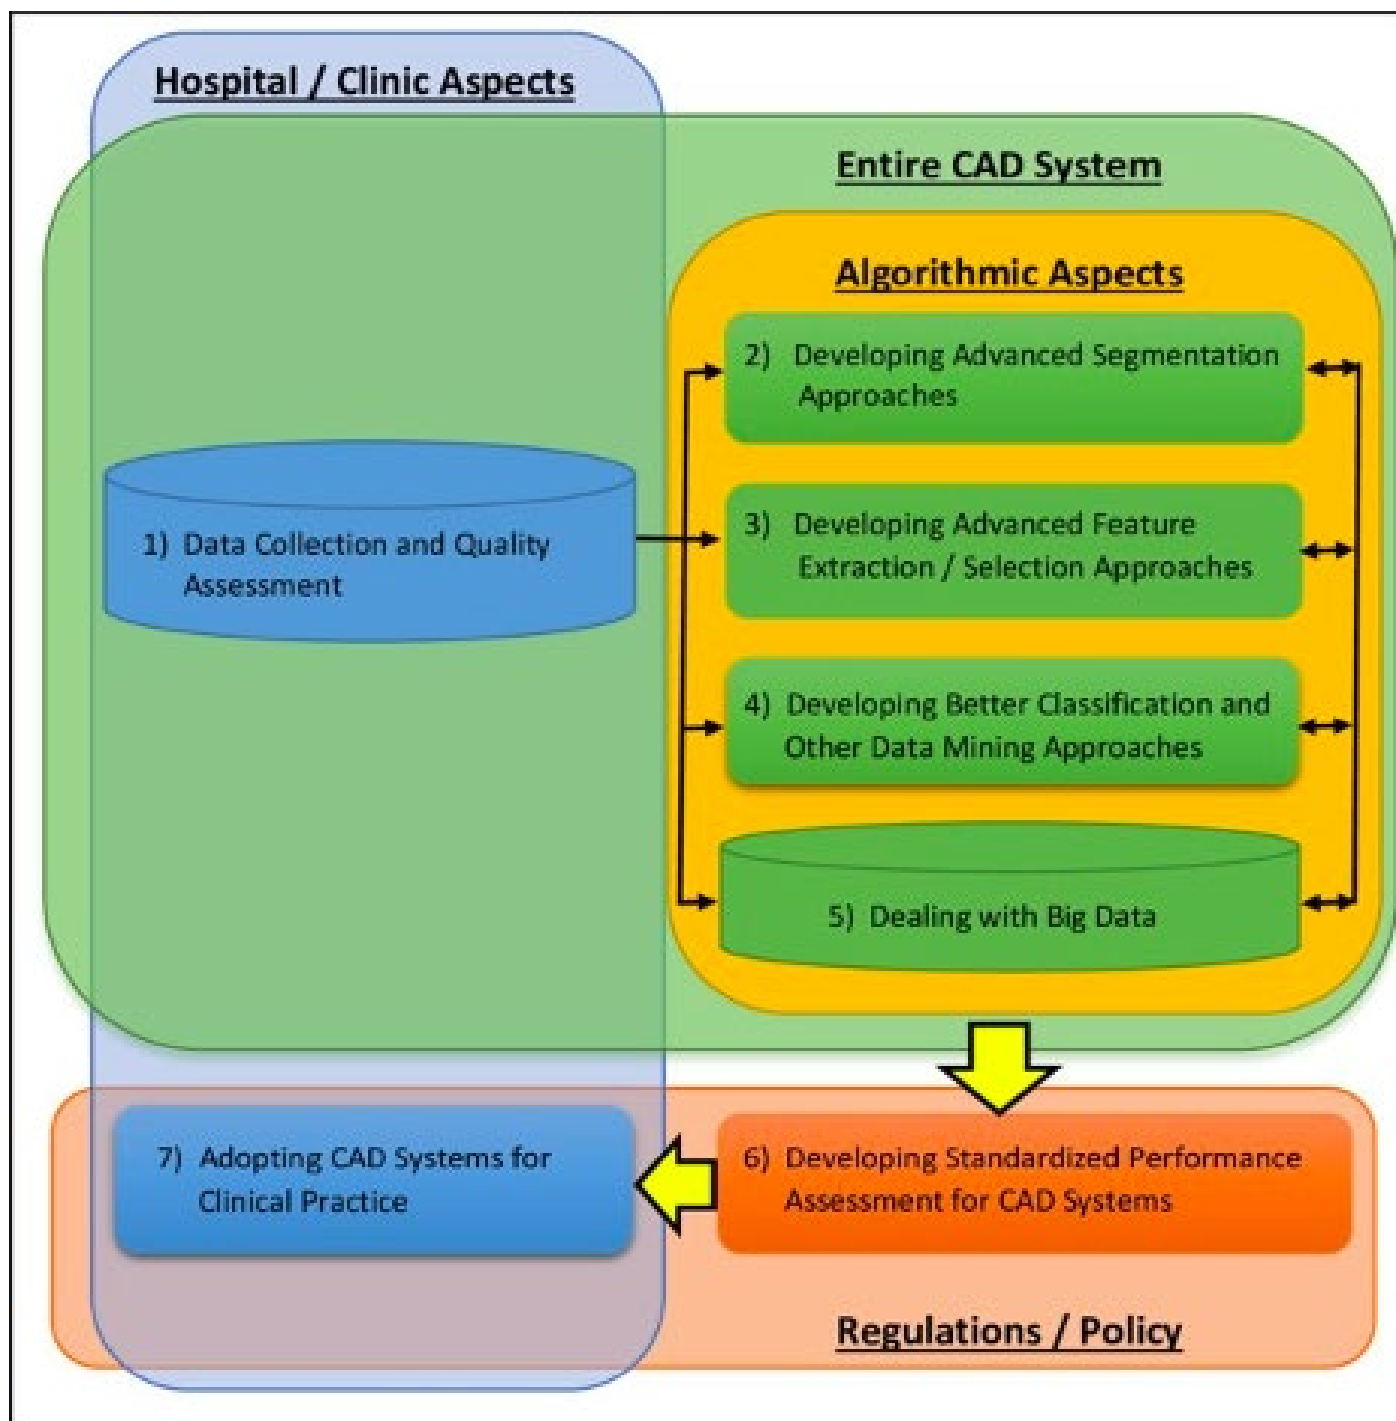 Hospital / Clinic Aspects
Entire CAD System
Algorithmic Aspects
2) Developing Advanced Segmentation
Approaches
1) Data Collection and Quality
Assessment
3) Developing Advanced Feature
Extraction / Selection Approaches
4) Developing Better Classification and
Other Data Mining Approaches
5) Dealing with Big Data
7) Adopting CAD Systems for
Clinical Practice
6) Developing Standardized Performance
Assessment for CAD Systems
Regulations / Policy